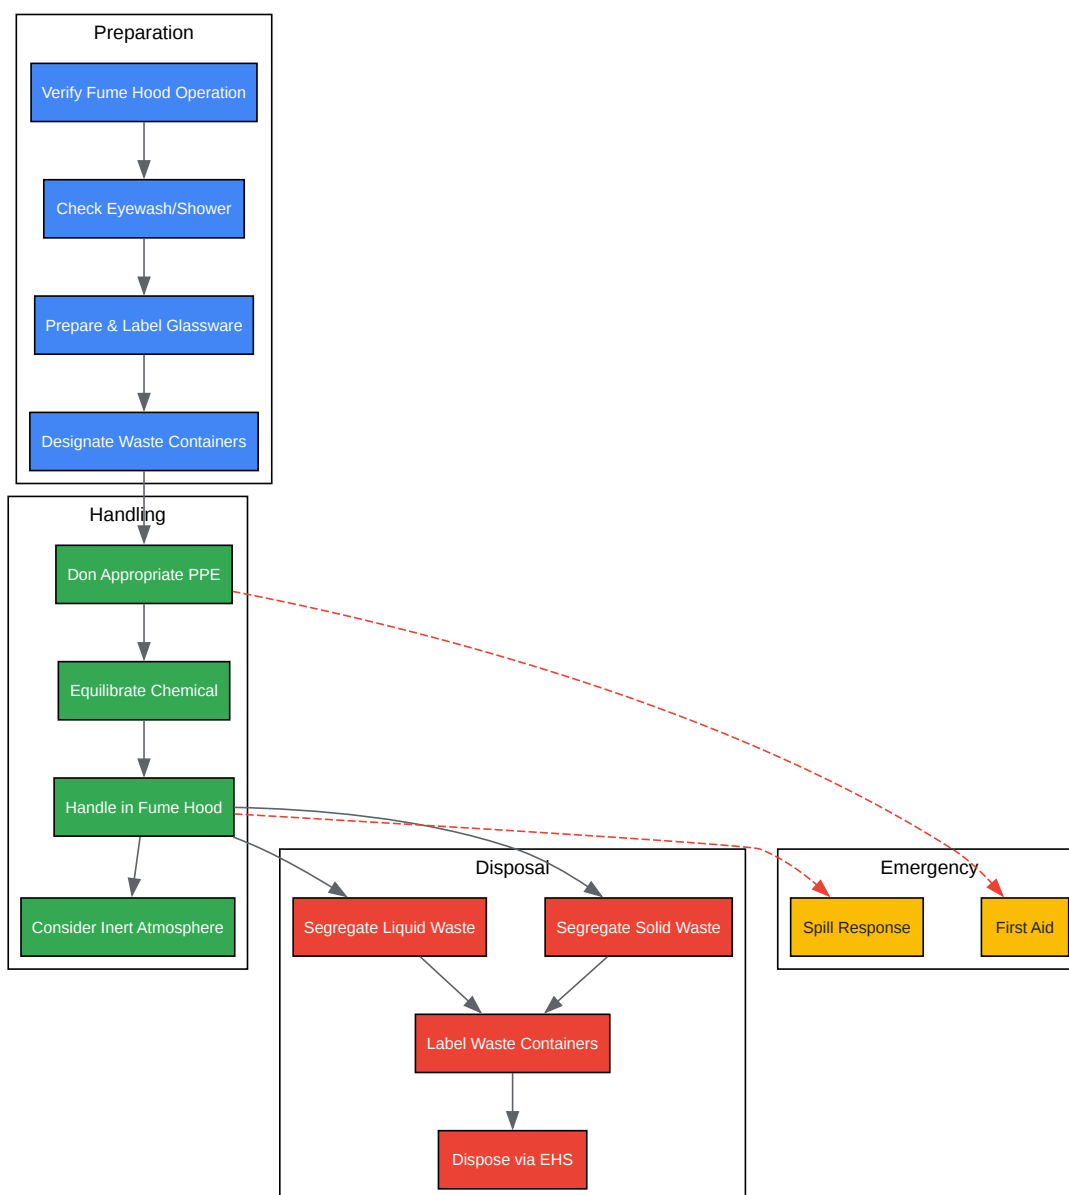 Preparation
Verify Fume Hood Operation
Check Eyewash/Shower
Prepare & Label Glassware
Designate Waste Containers
Handling
Don Appropriate PPE
Equilibrate Chemical
Handle in Fume Hood
Consider Inert Atmosphere
Disposal
Segregate Liquid Waste
Segregate Solid Waste
Label Waste Containers
Dispose via EHS
Emergency
Spill Response
First Aid